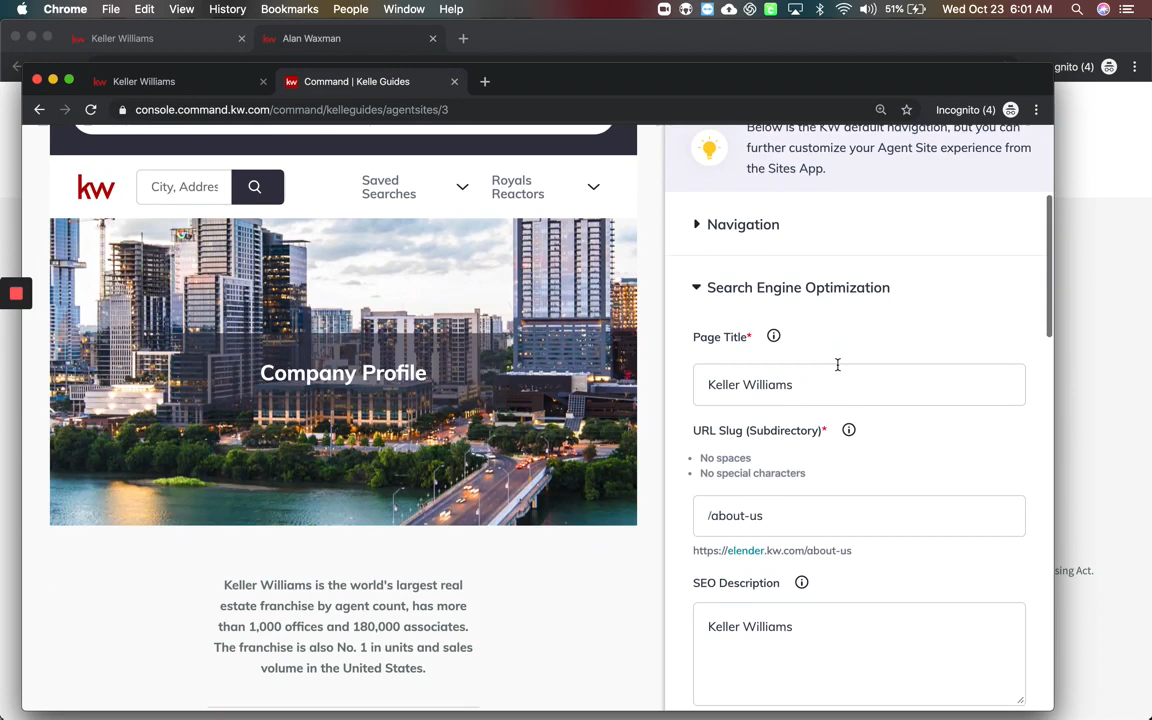 Chrome File Edit View History Bookmarks People Window Help 51% Wed Oct 23 6:01 AM
Keller Williams Alan Waxman
gnito (4)
Keller Williams Command | Kelle Guides
console.command.kw.com/command/kelleguides/agentsites/3 Incognito (4)
Below is the KW default navigation, but you can
further customize your Agent Site experience from
the Sites App.
kw City, Addres Saved
Searches Royals
Reactors
Navigation
Search Engine Optimization
Page Title*
Keller Williams
URL Slug (Subdirectory)*
No spaces
No special characters
/about-us
https://elender.kw.com/about-us
SEO Description
Keller Williams
Company Profile
Keller Williams is the world's largest real
estate franchise by agent count, has more
than 1,000 offices and 180,000 associates.
The franchise is also No. 1 in units and sales
volume in the United States.
sing Act.